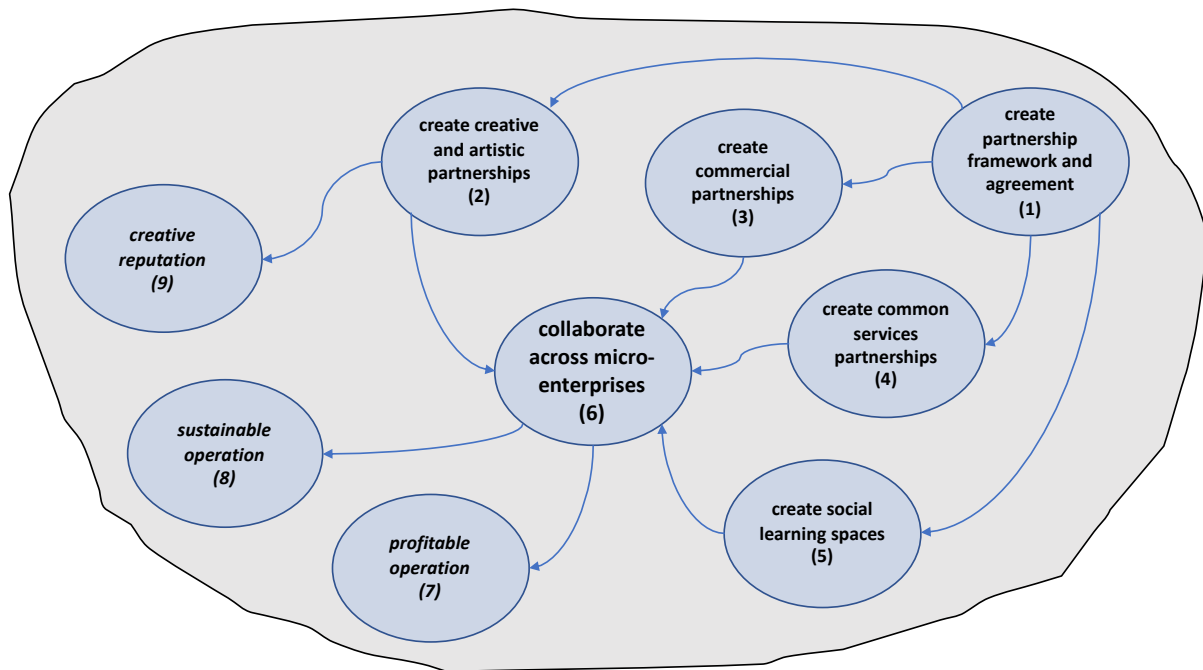 create creative
and artistic
partnerships
(2)
create
commercial
partnerships
(3)
create
partnership
framework and
agreement
(1)
creative
reputation
(9)
collaborate
across micro-
enterprises
(6)
create common
services
partnerships
(4)
sustainable
operation
(8)
profitable
operation
(7)
create social
learning spaces
(5)